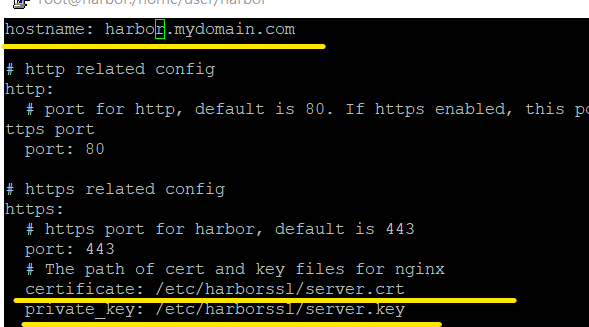 root@harbor:/home/user/harbor
hostname: harbor.mydomain.com
# http related config
http:
# port for http, default is 80. If https enabled, this po
ttps port
port: 80
# https related config
https:
# https port for harbor, default is 443
port: 443
# The path of cert and key files for nginx
certificate: /etc/harborssl/server.crt
private_key: /etc/harborssl/server.key